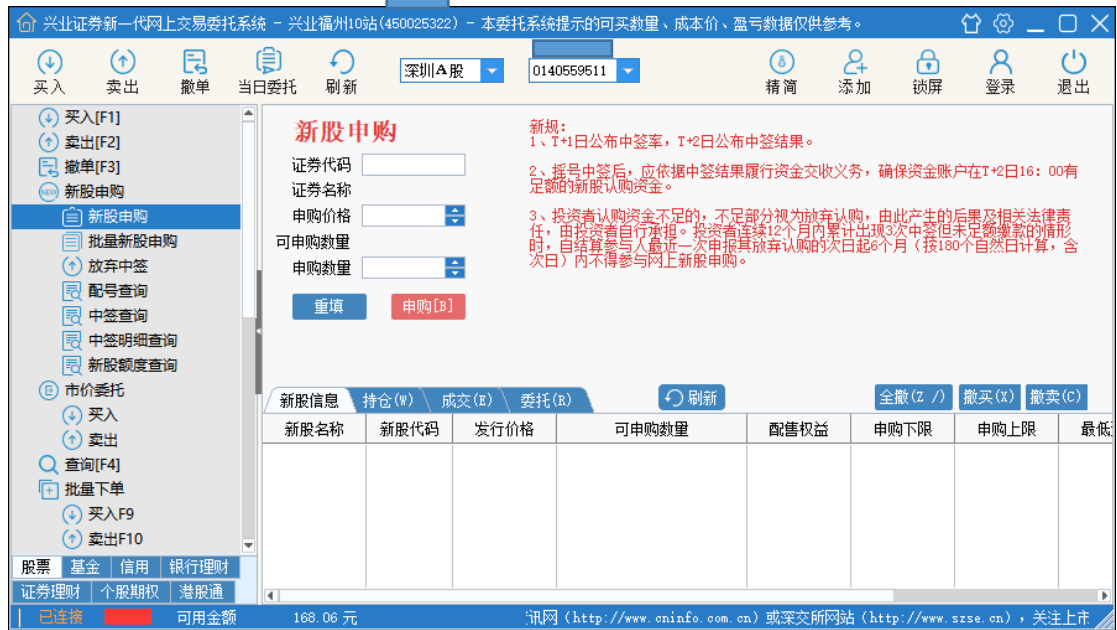 兴业证券新一代网上交易委托系统 - 兴业福州10站(450025322) - 本委托系统提示的可买数量、成本价、盈亏数据仅供参考。
买入 卖出 撤单 当日委托 刷新 深圳A股 0140559511 精简 添加 锁屏 登录 退出
买入[F1]
卖出[F2]
撤单[F3]
NEW 新股申购
新股申购
批量新股申购
放弃中签
配号查询
中签查询
中签明细查询
新股额度查询
市价委托
买入
卖出
查询[F4]
批量下单
买入F9
卖出F10
股票 基金 信用 银行理财
证券理财 个股期权 港股通
新股申购
证券代码
证券名称
申购价格
可申购数量
申购数量
重填 申购[B]
新规:
1、T+1日公布中签率，T+2日公布中签结果。
2、摇号中签后，应依据中签结果履行资金交收义务，确保资金账户在T+2日16：00有
足额的新股认购资金。
3、投资者认购资金不足的，不足部分视为放弃认购，由此产生的后果及相关法律责
任，由投资者自行承担。投资者连续12个月内累计出现3次中签但未足额缴款的情形
时，自结算参与人最近一次申报其放弃认购的次日起6个月（按180个自然日计算，含
次日）内不得参与网上新股申购。
新股信息 持仓(W) 成交(E) 委托(R) 刷新 全撤(Z /) 撤买(X) 撤卖(C)
新股名称 新股代码 发行价格 可申购数量 配售权益 申购下限 申购上限 最低
已连接 可用金额 168.06 元 讯网（http://www.cninfo.com.cn）或深交所网站（http://www.szse.cn），关注上市